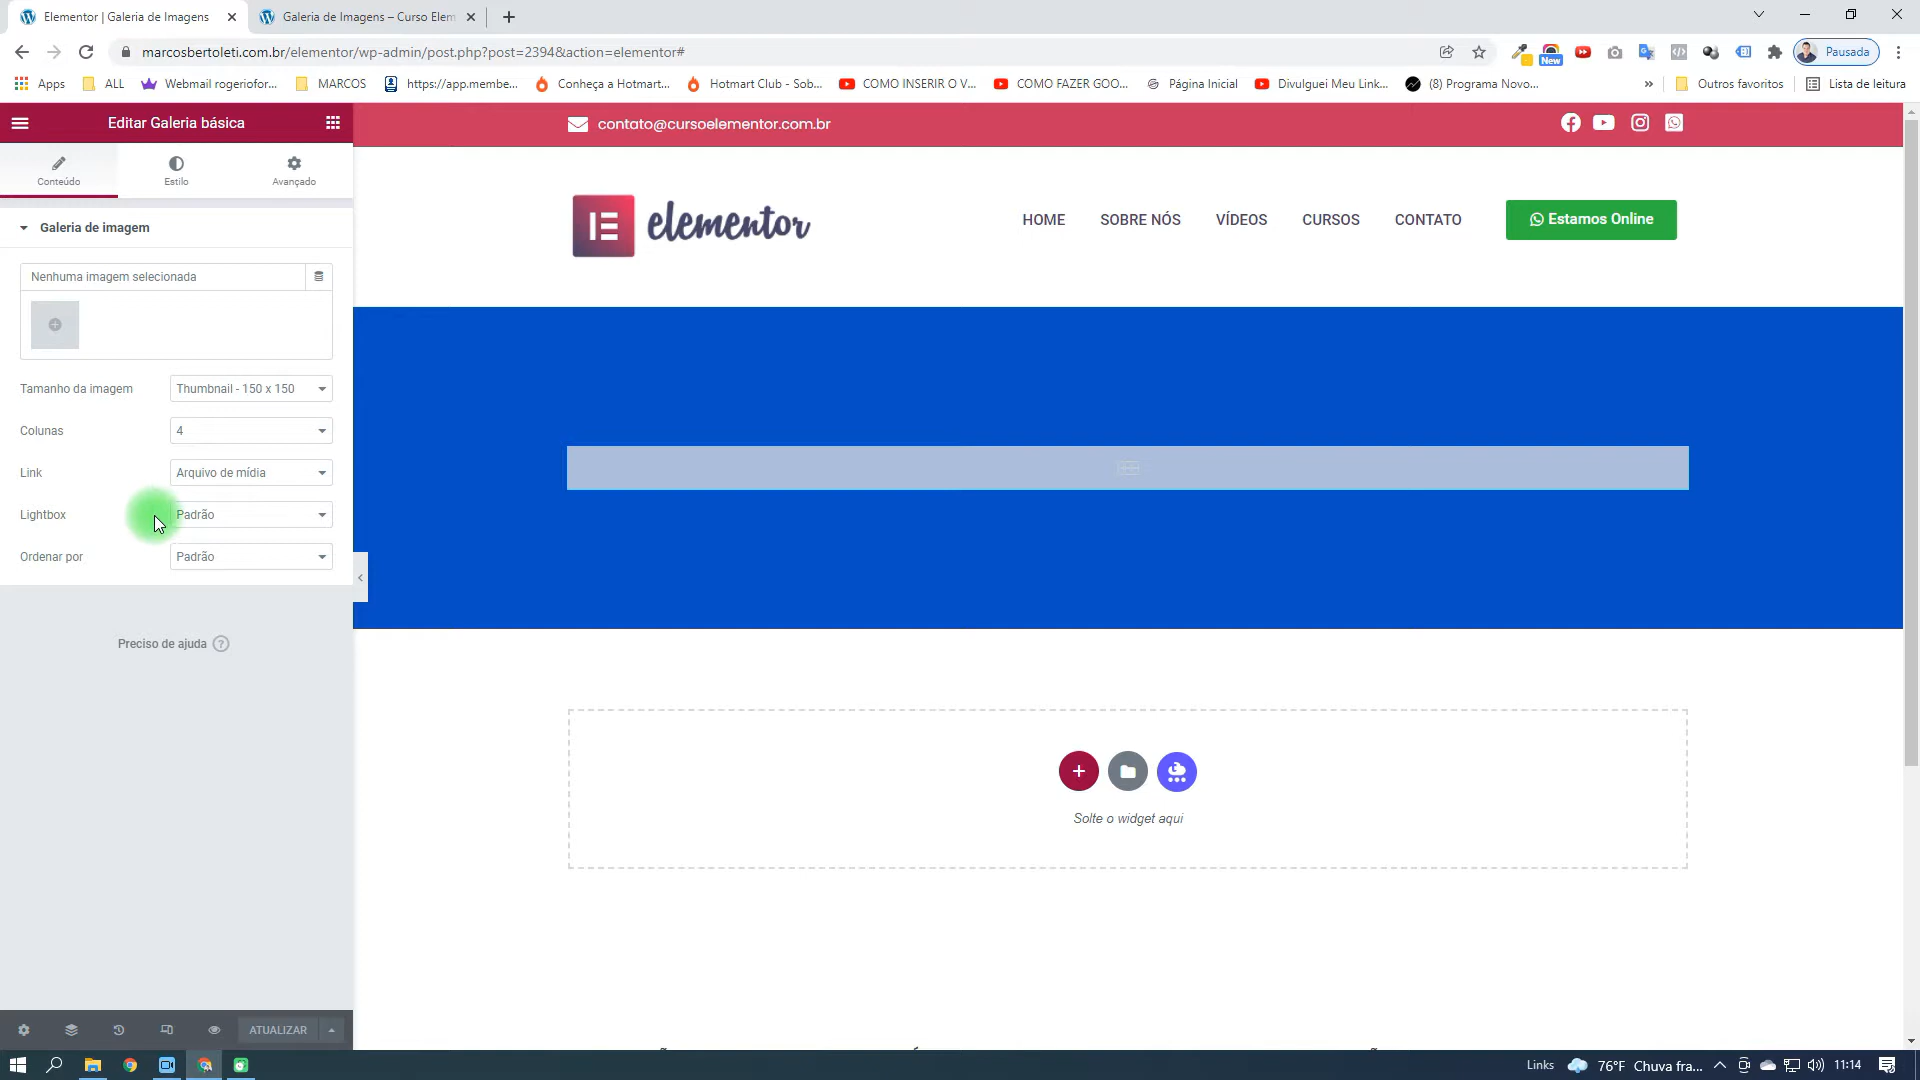 Elementor | Galeria de Imagens
Galeria de Imagens – Curso Elem
marcosbertoleti.com.br/elementor/wp-admin/post.php?post=2394&action=elementor#
New
Pausada
Apps
ALL
Webmail rogeriofor...
MARCOS
https://app.membe...
Conheça a Hotmart...
Hotmart Club - Sob...
COMO INSERIR O V...
COMO FAZER GOO...
Página Inicial
Divulguei Meu Link...
(8) Programa Novo...
»
Outros favoritos
Lista de leitura
Editar Galeria básica
contato@cursoelementor.com.br
Conteúdo
Estilo
Avançado
elementor
HOME
SOBRE NÓS
VÍDEOS
CURSOS
CONTATO
Estamos Online
Galeria de imagem
Nenhuma imagem selecionada
Tamanho da imagem
Thumbnail - 150 x 150
Colunas
4
Link
Arquivo de mídia
Lightbox
Padrão
Ordenar por
Padrão
Preciso de ajuda
Solte o widget aqui
ATUALIZAR
Links
76°F Chuva fra...
11:14